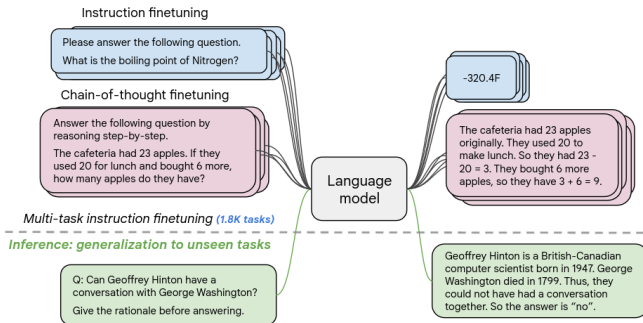 Instruction finetuning
Please answer the following question.
What is the boiling point of Nitrogen?
-320.4F
Chain-of-thought finetuning
Answer the following question by
reasoning step-by-step.
The cafeteria had 23 apples. If they
used 20 for lunch and bought 6 more,
how many apples do they have?
Language
model
The cafeteria had 23 apples
originally. They used 20 to
make lunch. So they had 23 -
20 = 3. They bought 6 more
apples, so they have 3 + 6 = 9.
Multi-task instruction finetuning (1.8K tasks)
Inference: generalization to unseen tasks
Q: Can Geoffrey Hinton have a
conversation with George Washington?
Give the rationale before answering.
Geoffrey Hinton is a British-Canadian
computer scientist born in 1947. George
Washington died in 1799. Thus, they
could not have had a conversation
together. So the answer is “no”.